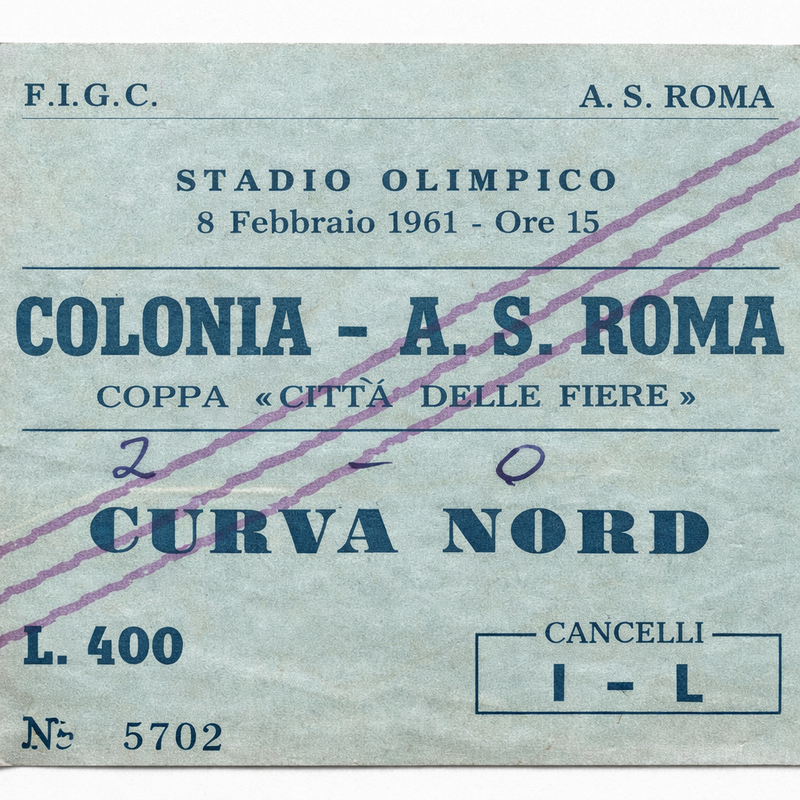 F.I.G.C. A. S. ROMA
STADIO OLIMPICO
8 Febbraio 1961 - Ore 15
COLONIA - A. S. ROMA
COPPA «CITTÀ DELLE FIERE»
2 - 0
CURVA NORD
L. 400
CANCELLI
I - L
Nº 5702